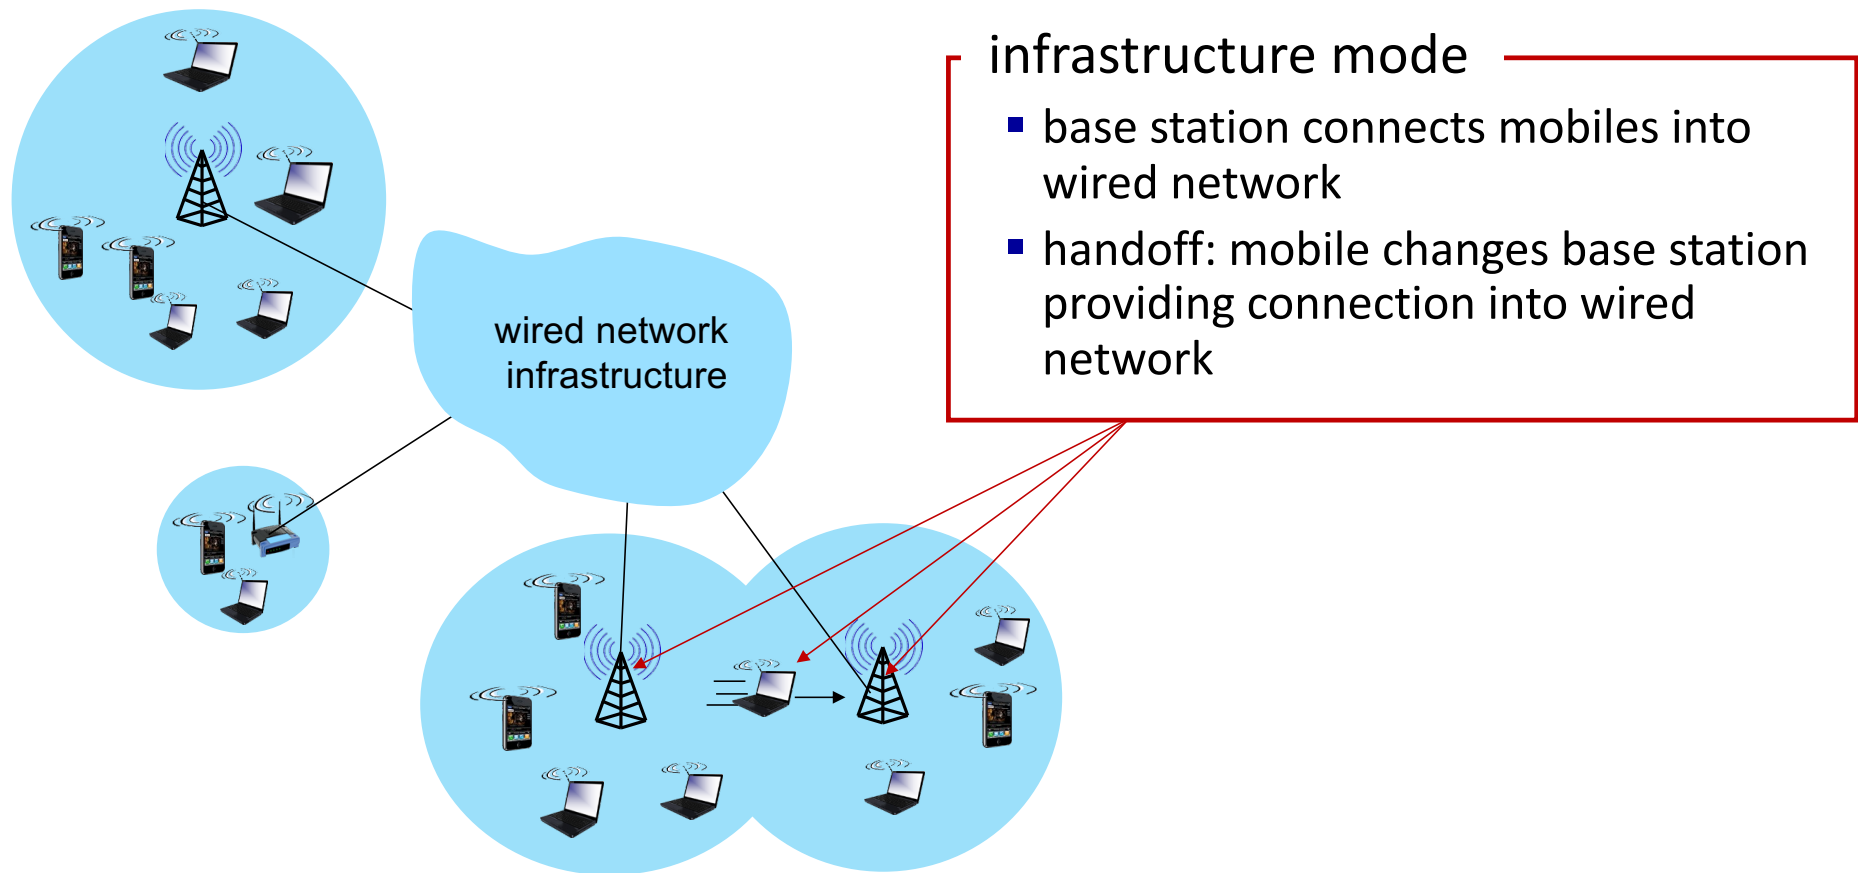 infrastructure mode
▪ base station connects mobiles into
wired network
▪ handoff: mobile changes base station
providing connection into wired
network
wired network
infrastructure